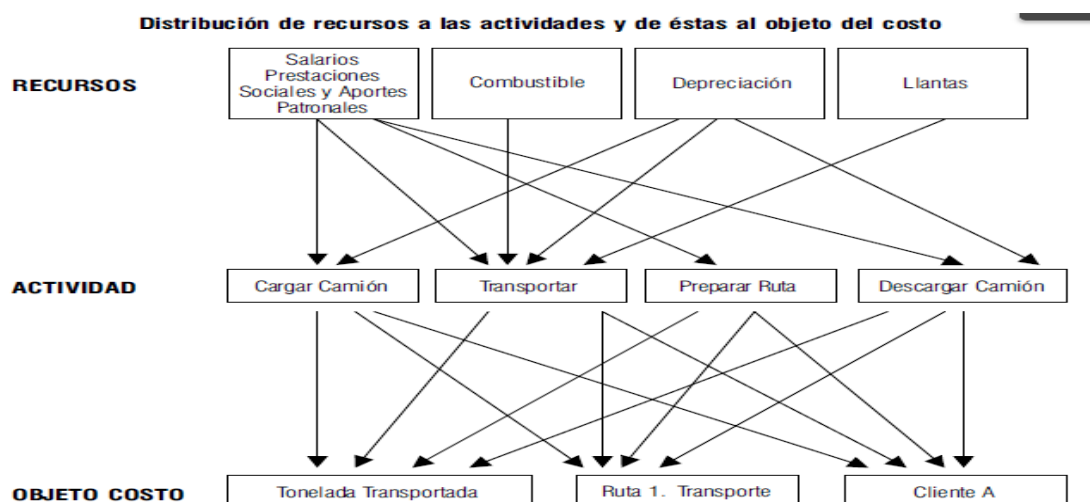 Distribución de recursos a las actividades y de éstas al objeto del costo
RECURSOS
Salarios
Prestaciones
Sociales y Aportes
Patronales
Combustible
Depreciación
Llantas
ACTIVIDAD
Cargar Camión
Transportar
Preparar Ruta
Descargar Camión
OBJETO COSTO
Tonelada Transportada
Ruta 1. Transporte
Cliente A